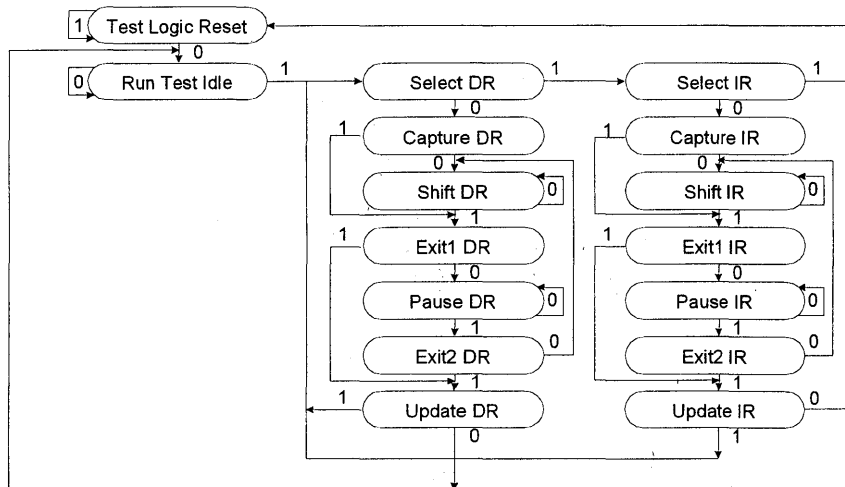 1 Test Logic Reset
0
0 Run Test Idle 1 Select DR 1 Select IR 1
0 0
1 Capture DR 1 Capture IR
0 0
Shift DR 0 Shift IR 0
1 1
1 Exit1 DR 1 Exit1 IR
0 0
Pause DR 0 Pause IR 0
1 1
Exit2 DR 0 Exit2 IR 0
1 1
1 Update DR Update IR 0
0 1